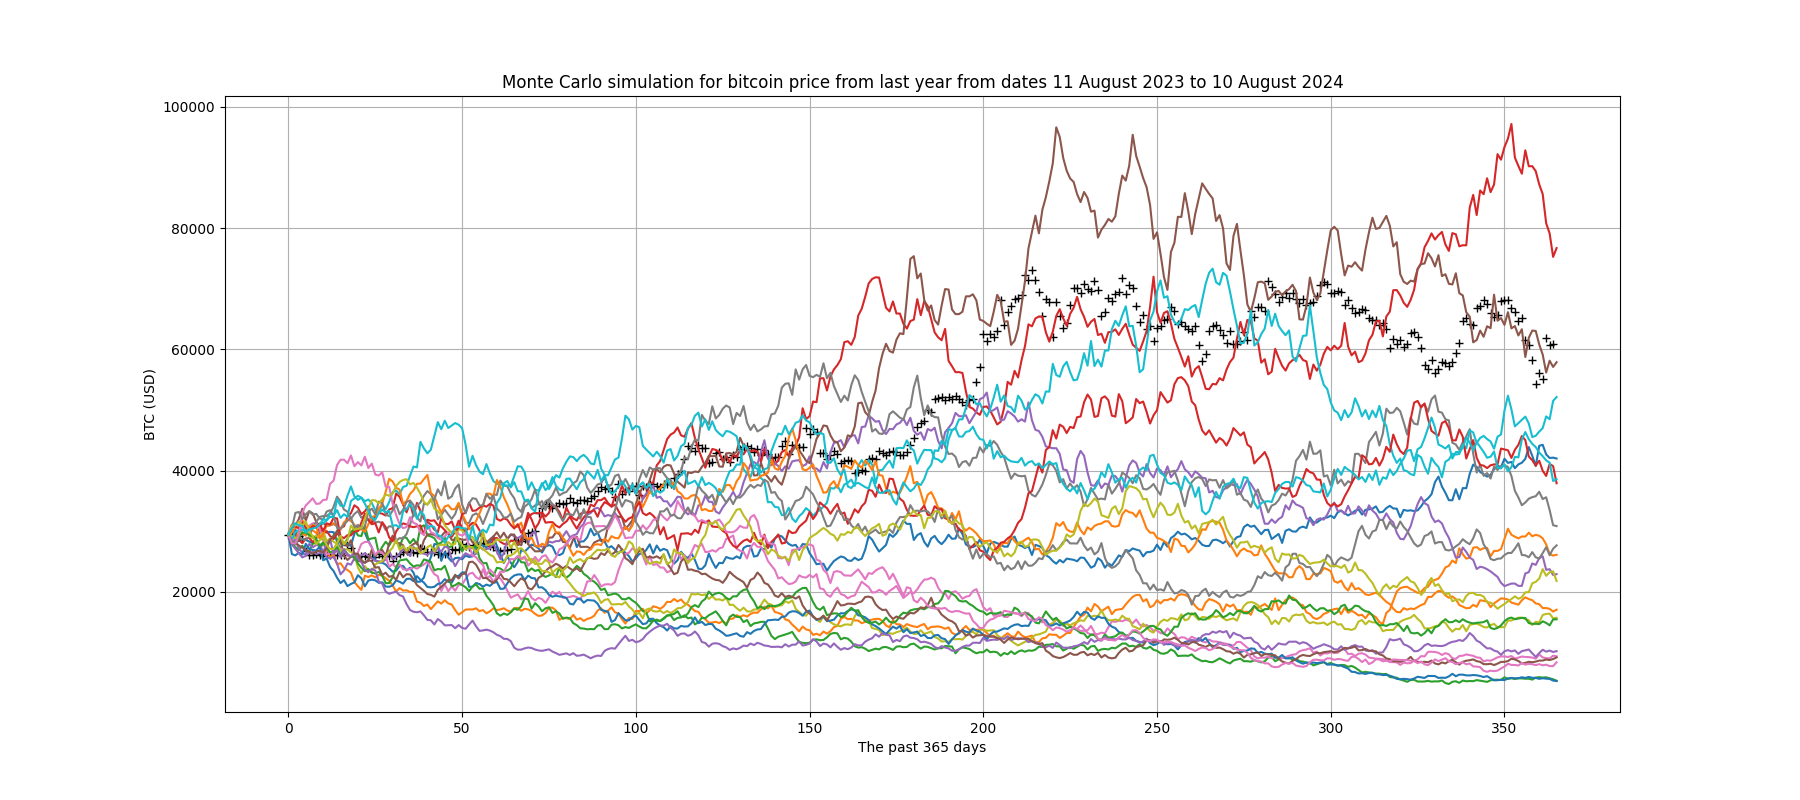 Monte Carlo simulation for bitcoin price from last year from dates 11 August 2023 to 10 August 2024
100000
80000
60000
40000
20000
BTC (USD)
0 50 100 150 200 250 300 350
The past 365 days